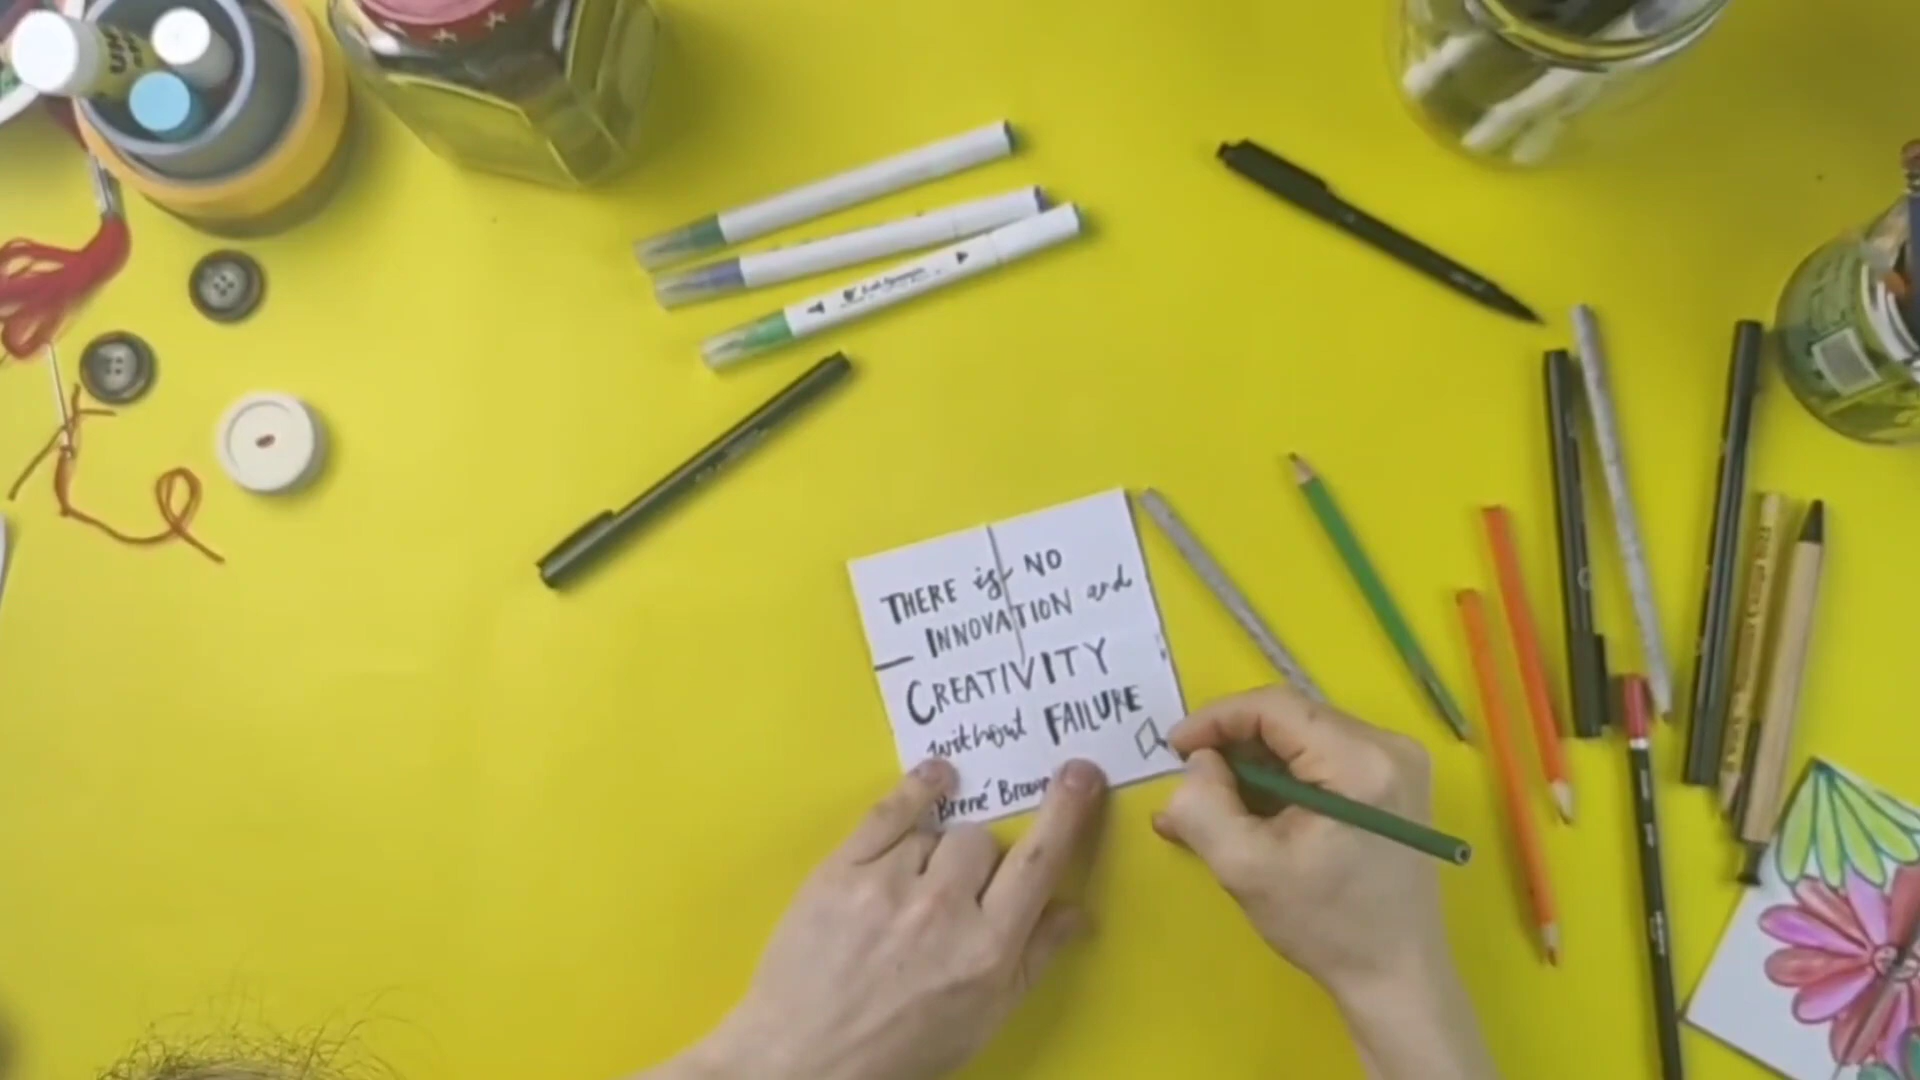 THERE is NO
INNOVATION and
CREATIVITY
without FAILURE
Brené Brown